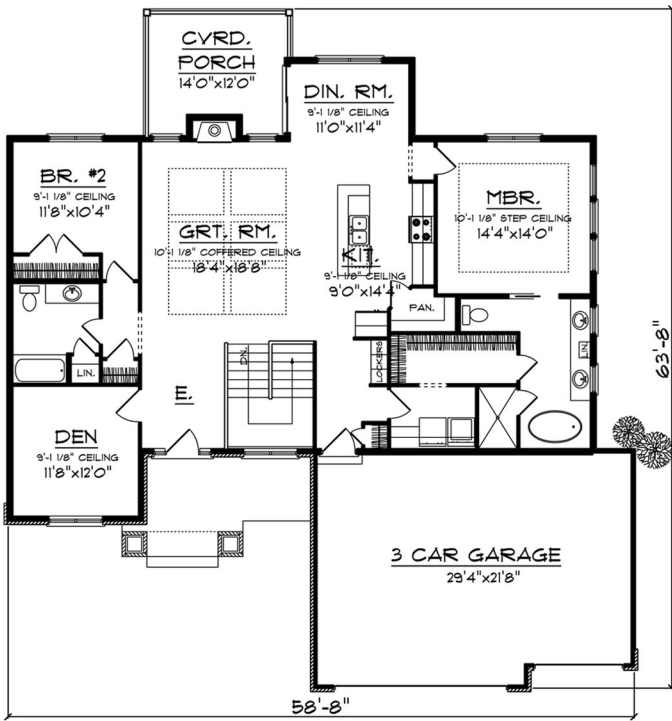 CVRD.
PORCH
14'0"x12'0"
DIN. RM.
9'-1 1/8" CEILING
11'0"x11'4"
BR. #2
9'-1 1/8" CEILING
11'8"x10'4"
GRT. RM.
10'-1 1/8" COFFERED CEILING
18'4"x18'8"
KIT.
9'-1 1/8" CEILING
9'0"x14'4"
MBR.
10'-1 1/8" STEP CEILING
14'4"x14'0"
PAN.
LIN.
DN.
LOCKERS
LIN.
E.
DEN
9'-1 1/8" CEILING
11'8"x12'0"
3 CAR GARAGE
29'4"x21'8"
63'-8"
58'-8"